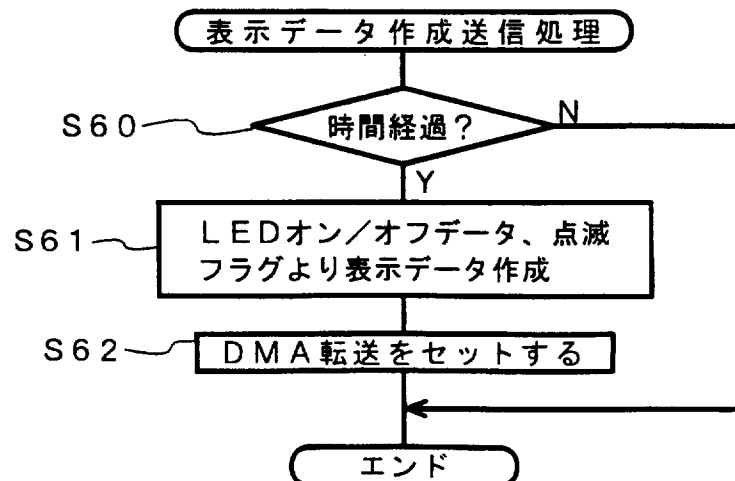 表示データ作成送信処理
S60
時間経過?
N
Y
S61
LEDオン/オフデータ、点滅
フラグより表示データ作成
S62
DMA転送をセットする
エンド